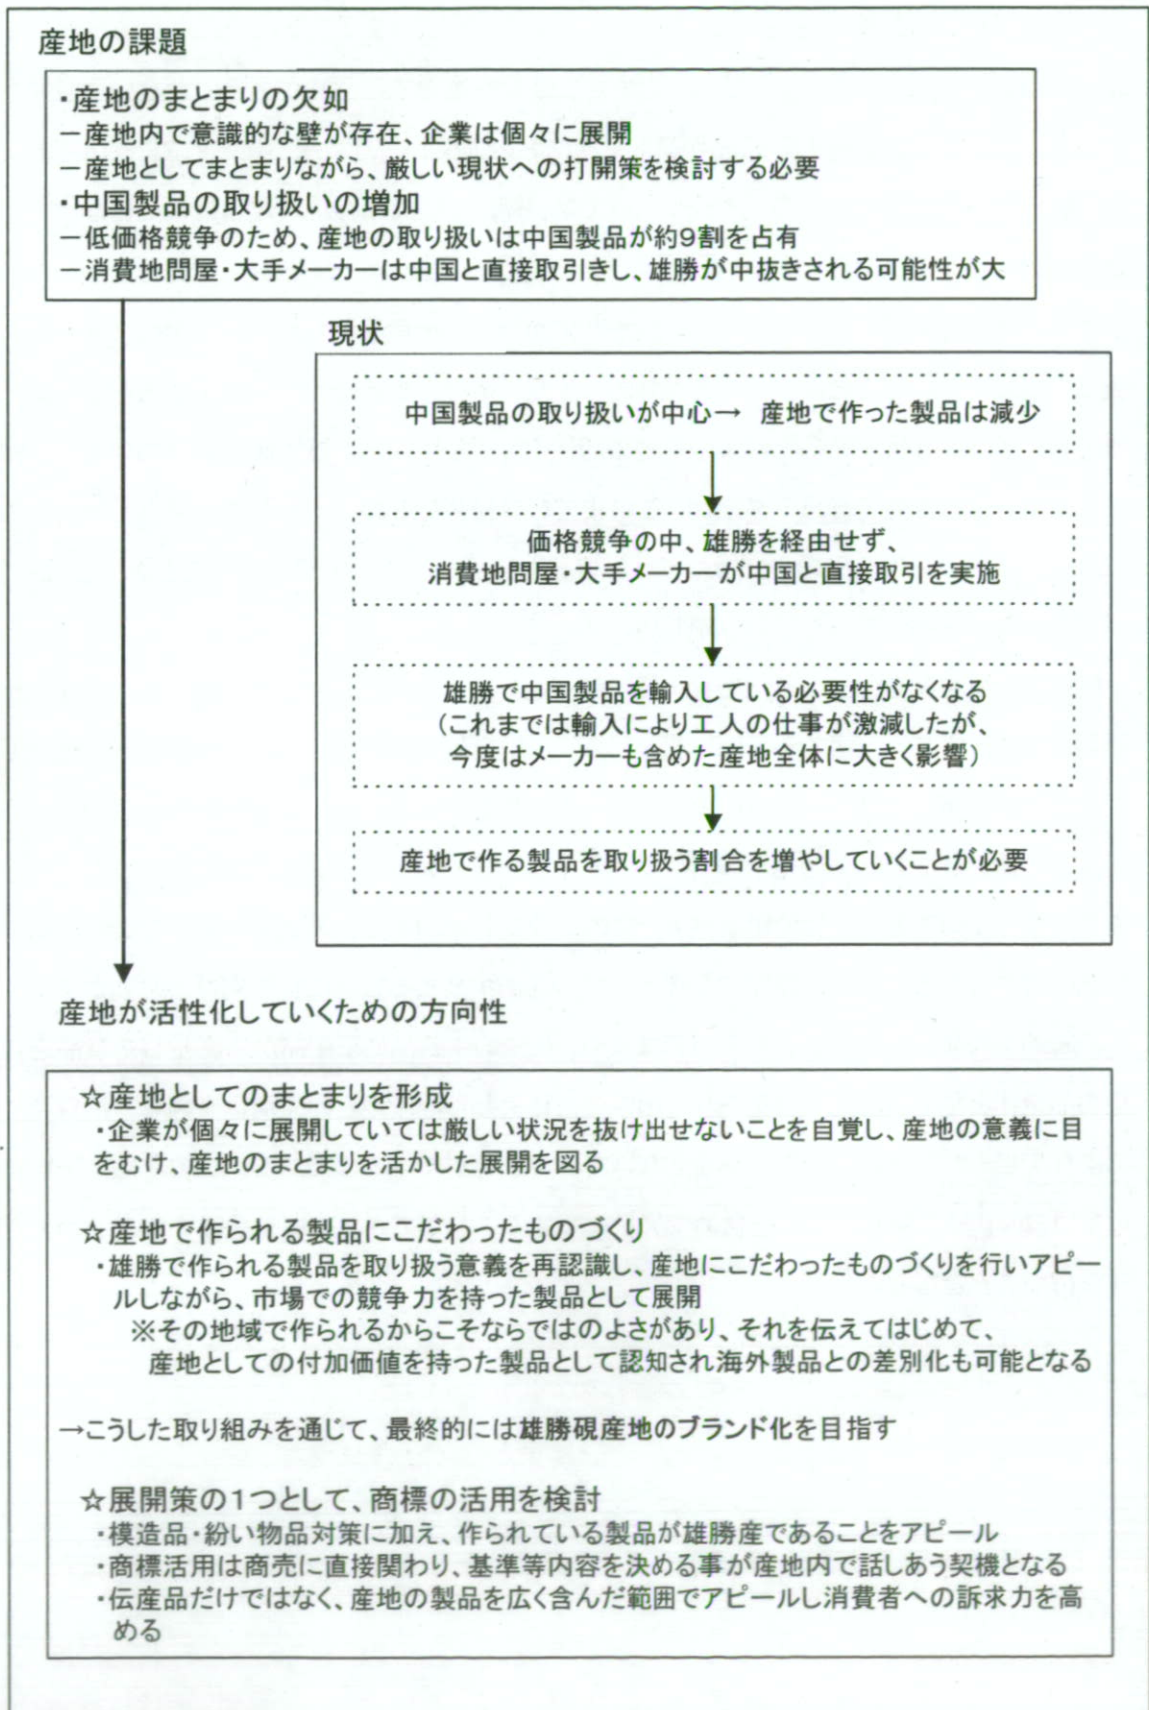 産地の課題
・産地のまとまりの欠如
－産地内で意識的な壁が存在、企業は個々に展開
－産地としてまとまりながら、厳しい現状への打開策を検討する必要
・中国製品の取り扱いの増加
－低価格競争のため、産地の取り扱いは中国製品が約9割を占有
－消費地問屋・大手メーカーは中国と直接取引きし、雄勝が中抜きされる可能性が大
現状
中国製品の取り扱いが中心→ 産地で作った製品は減少
価格競争の中、雄勝を経由せず、
消費地問屋・大手メーカーが中国と直接取引を実施
雄勝で中国製品を輸入している必要性がなくなる
(これまでは輸入により工人の仕事が激減したが、
今度はメーカーも含めた産地全体に大きく影響)
産地で作る製品を取り扱う割合を増やしていくことが必要
産地が活性化していくための方向性
☆産地としてのまとまりを形成
・企業が個々に展開していては厳しい状況を抜け出せないことを自覚し、産地の意義に目
をむけ、産地のまとまりを活かした展開を図る
☆産地で作られる製品にこだわったものづくり
・雄勝で作られる製品を取り扱う意義を再認識し、産地にこだわったものづくりを行いアピー
ルしながら、市場での競争力を持った製品として展開
※その地域で作られるからこそならではのよさがあり、それを伝えてはじめて、
産地としての付加価値を持った製品として認知され海外製品との差別化も可能となる
→こうした取り組みを通じて、最終的には雄勝硯産地のブランド化を目指す
☆展開策の1つとして、商標の活用を検討
・模造品・紛い物品対策に加え、作られている製品が雄勝産であることをアピール
・商標活用は商売に直接関わり、基準等内容を決める事が産地内で話しあう契機となる
・伝産品だけではなく、産地の製品を広く含んだ範囲でアピールし消費者への訴求力を高
める